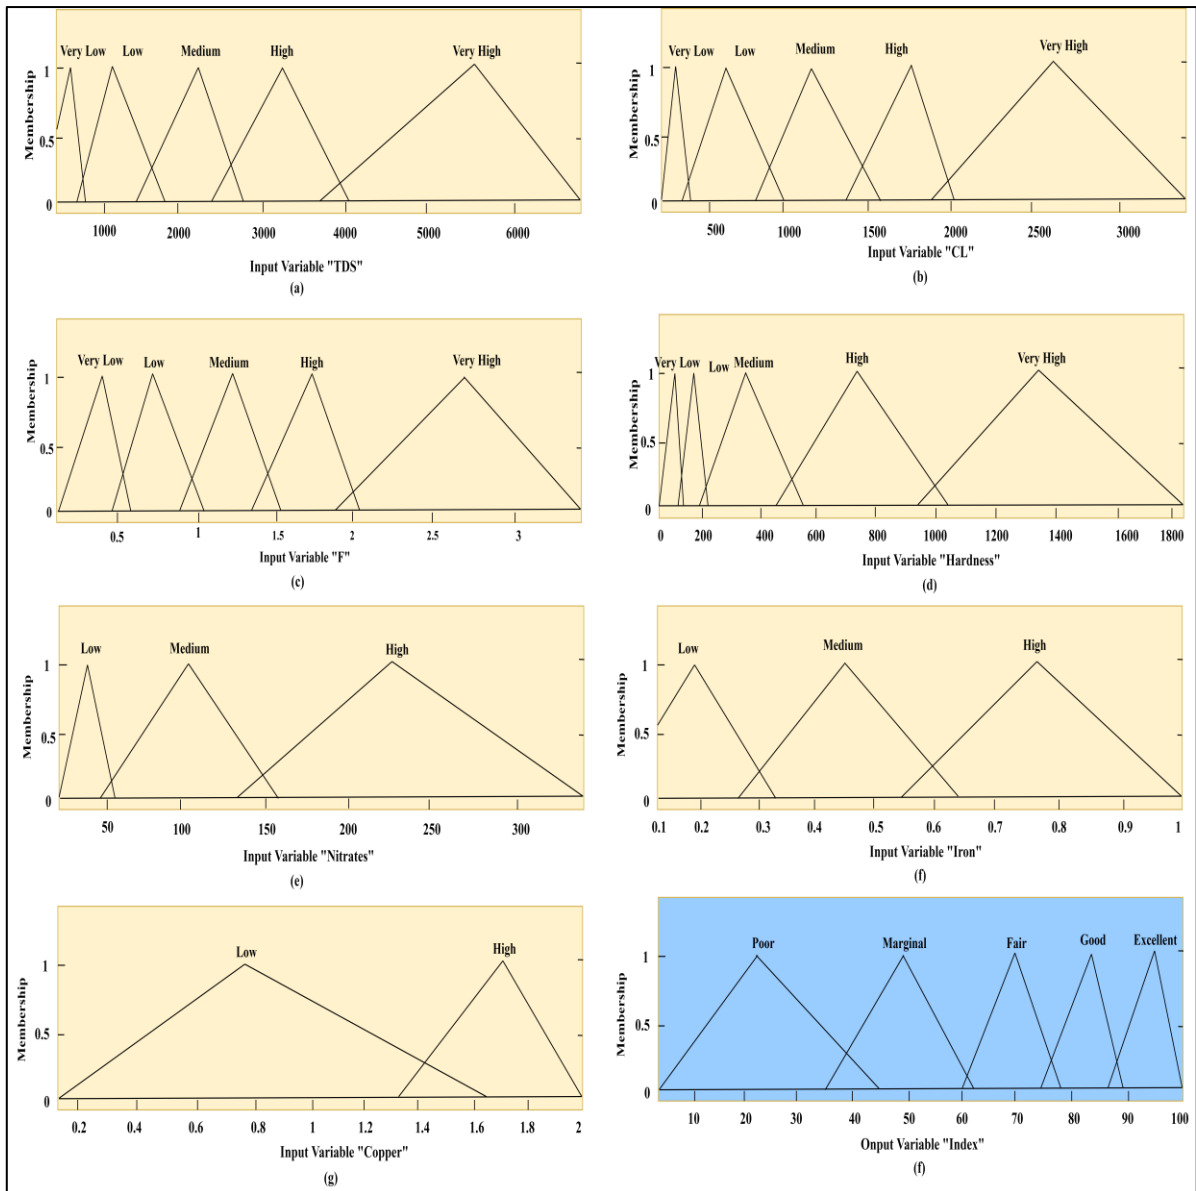 Very Low Low Medium High Very High
Membership
1
0.5
0
1000 2000 3000 4000 5000 6000
Input Variable "TDS"
(a)
Very Low Low Medium High Very High
Membership
1
0.5
0
500 1000 1500 2000 2500 3000
Input Variable "CL"
(b)
Very Low Low Medium High Very High
Membership
1
0.5
0
0.5 1 1.5 2 2.5 3
Input Variable "F"
(c)
Very Low Low Medium High Very High
Membership
1
0.5
0 200 400 600 800 1000 1200 1400 1600 1800
Input Variable "Hardness"
(d)
Low Medium High
Membership
1
0.5
0
50 100 150 200 250 300
Input Variable "Nitrates"
(e)
Low Medium High
Membership
1
0.5
0
0.1 0.2 0.3 0.4 0.5 0.6 0.7 0.8 0.9 1
Input Variable "Iron"
(f)
Low High
Membership
1
0.5
0
0.2 0.4 0.6 0.8 1 1.2 1.4 1.6 1.8 2
Input Variable "Copper"
(g)
Poor Marginal Fair Good Excellent
Membership
1
0.5
0
10 20 30 40 50 60 70 80 90 100
Onput Variable "Index"
(f)